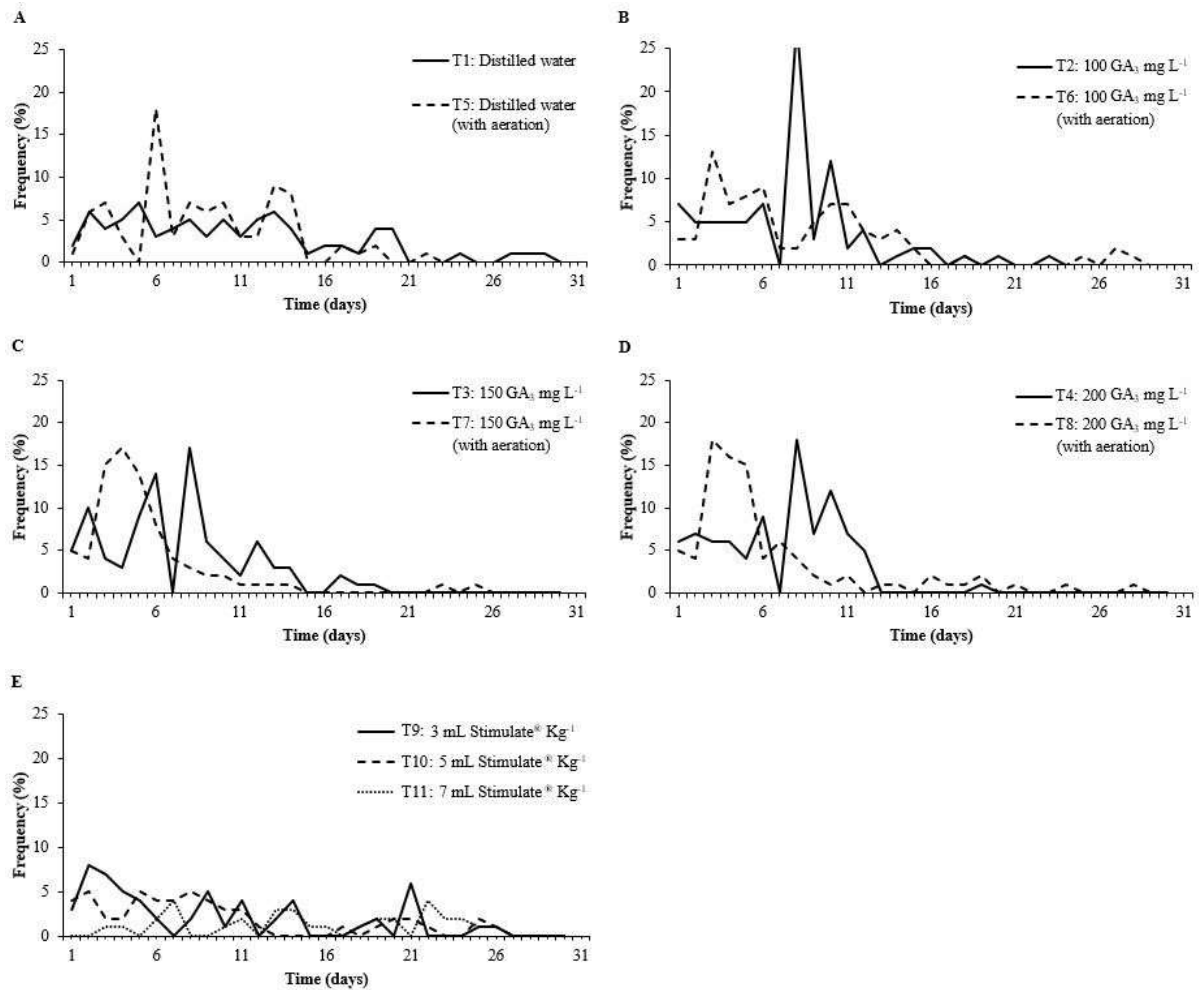 A
25
20
15
10
5
0
Frequency (%)
T1: Distilled water
T5: Distilled water
(with aeration)
1 6 11 16 21 26 31
Time (days)
B
25
20
15
10
5
0
Frequency (%)
T2: 100 GA₃ mg L⁻¹
T6: 100 GA₃ mg L⁻¹
(with aeration)
1 6 11 16 21 26 31
Time (days)
C
25
20
15
10
5
0
Frequency (%)
T3: 150 GA₃ mg L⁻¹
T7: 150 GA₃ mg L⁻¹
(with aeration)
1 6 11 16 21 26 31
Time (days)
D
25
20
15
10
5
0
Frequency (%)
T4: 200 GA₃ mg L⁻¹
T8: 200 GA₃ mg L⁻¹
(with aeration)
1 6 11 16 21 26 31
Time (days)
E
25
20
15
10
5
0
Frequency (%)
T9: 3 mL Stimulate® Kg⁻¹
T10: 5 mL Stimulate® Kg⁻¹
T11: 7 mL Stimulate® Kg⁻¹
1 6 11 16 21 26 31
Time (days)